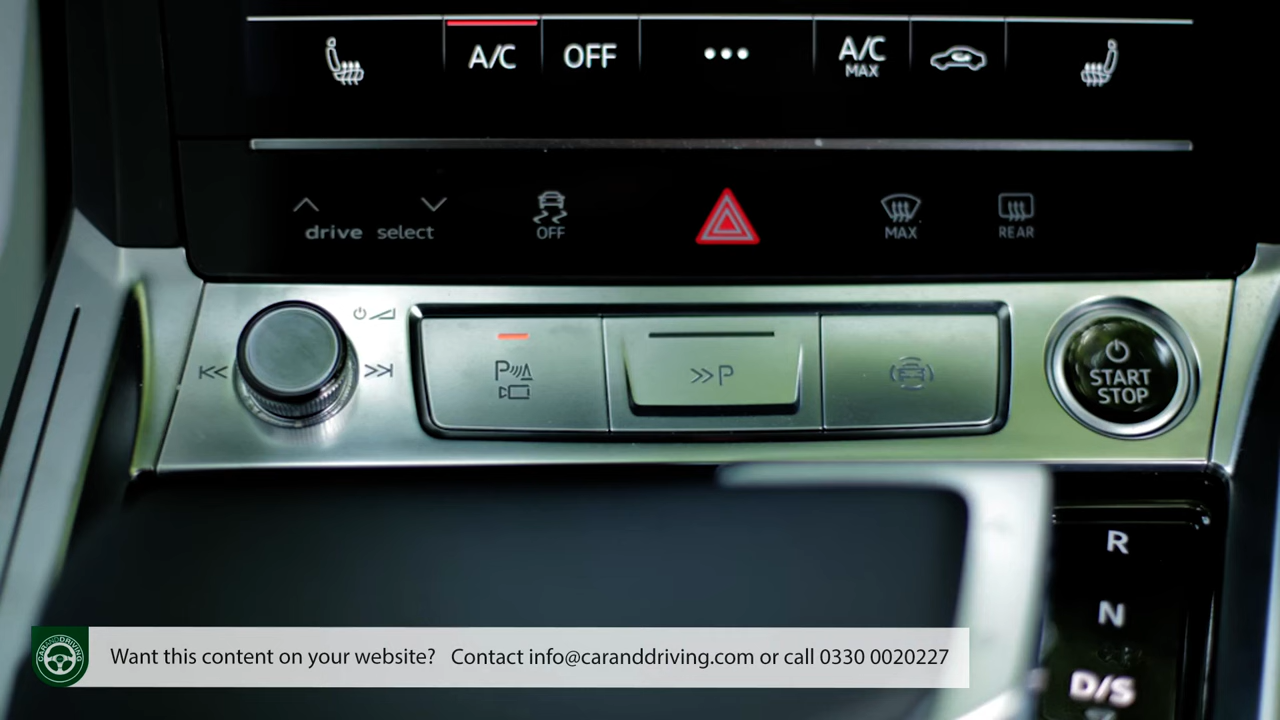 A/C OFF ••• A/C MAX
drive select OFF MAX REAR
P >>P START STOP
R
N
D/S
CARANDDRIVING
Want this content on your website? Contact info@caranddriving.com or call 0330 0020227